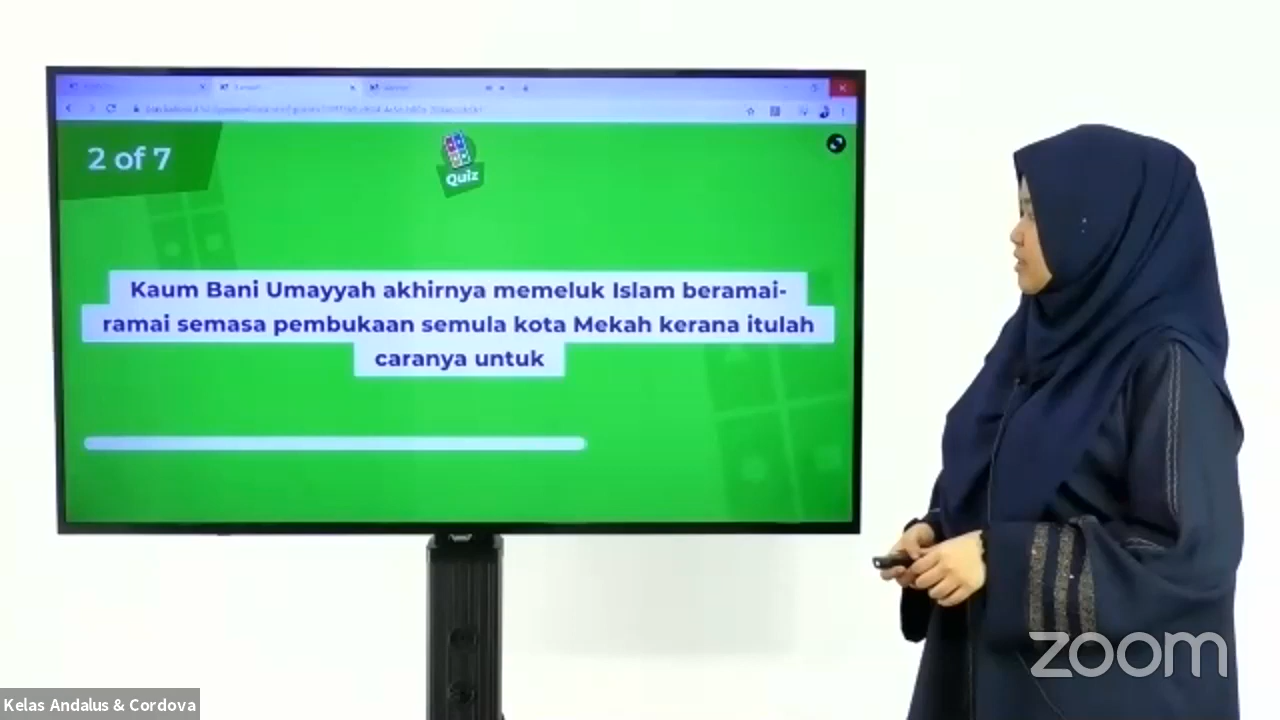 2 of 7
Quiz
Kaum Bani Umayyah akhirnya memeluk Islam beramai-
ramai semasa pembukaan semula kota Mekah kerana itulah
caranya untuk
zoom
Kelas Andalus & Cordova